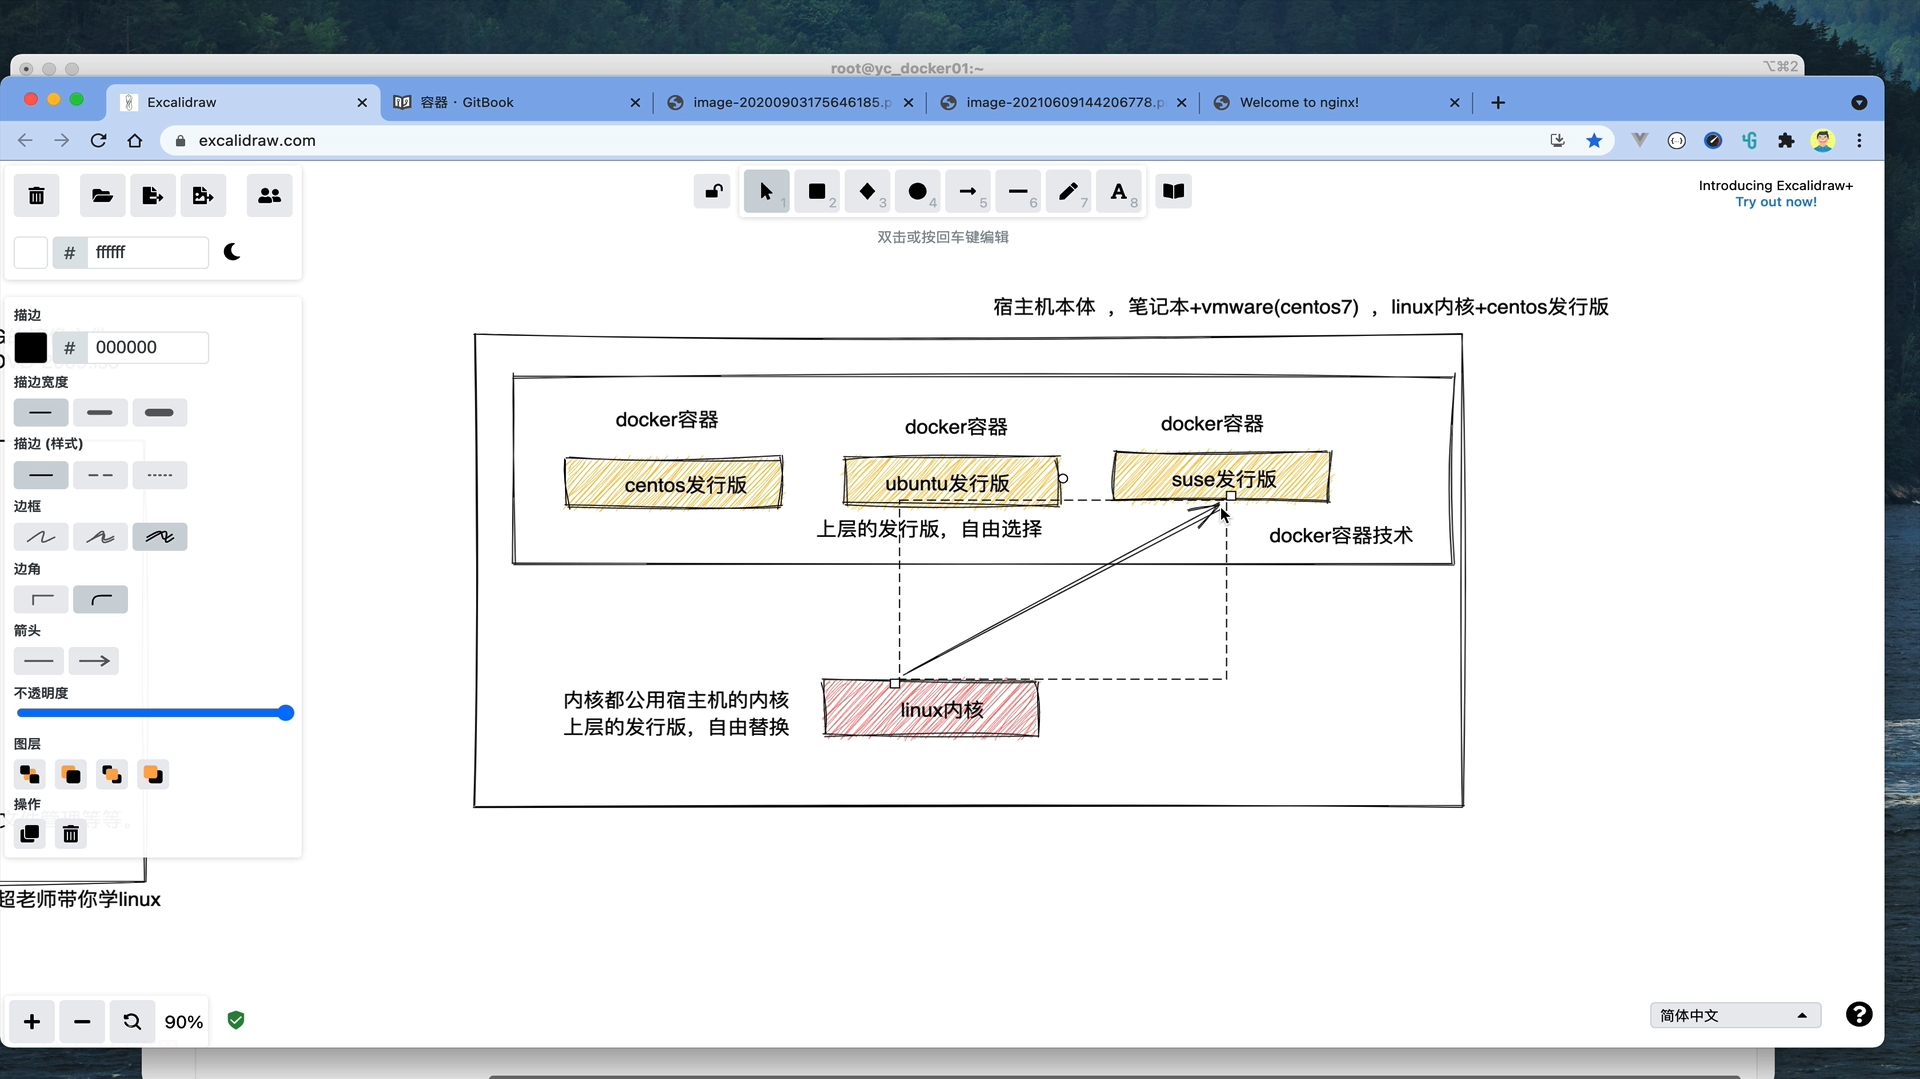 root@yc_docker01:~
⌥⌘2
Excalidraw
容器 · GitBook
image-20200903175646185.p
image-20210609144206778.p
Welcome to nginx!
excalidraw.com
1
2
3
4
5
6
7
A 8
Introducing Excalidraw+
Try out now!
双击或按回车键编辑
# ffffff
描边
# 000000
描边宽度
描边 (样式)
边框
边角
箭头
不透明度
图层
操作
宿主机本体 ，笔记本+vmware(centos7) ，linux内核+centos发行版
docker容器
docker容器
docker容器
centos发行版
ubuntu发行版
suse发行版
上层的发行版，自由选择
docker容器技术
内核都公用宿主机的内核
上层的发行版，自由替换
linux内核
超老师带你学linux
90%
简体中文